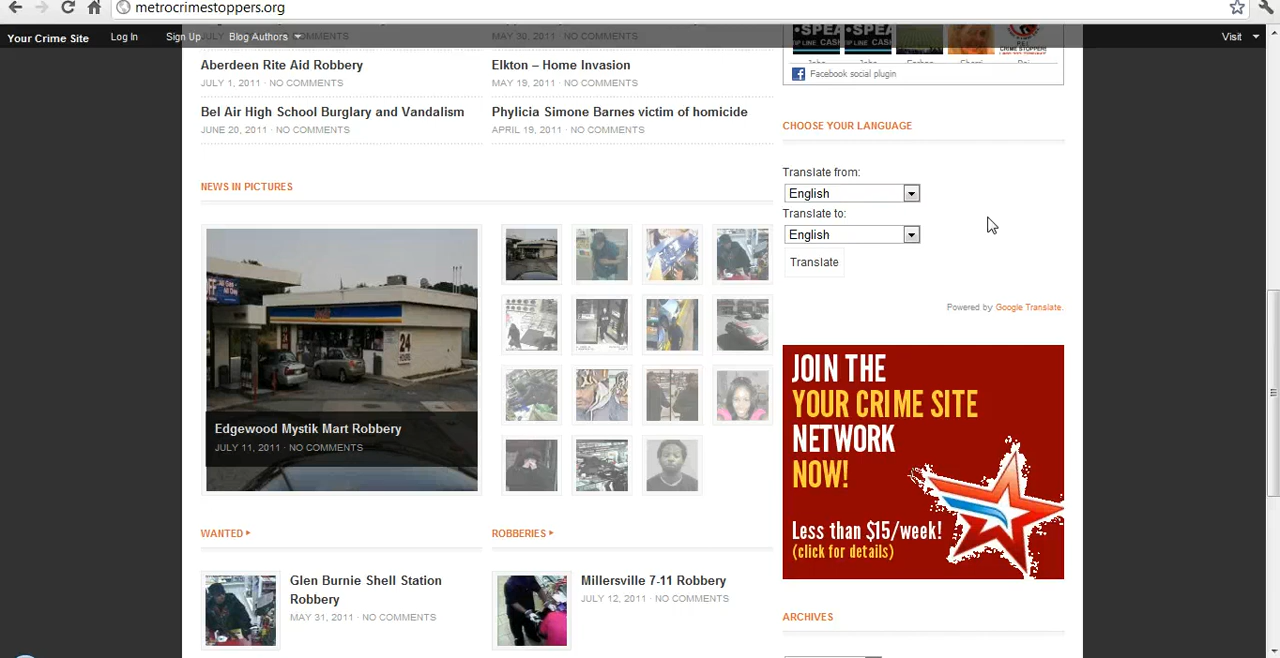 metrocrimestoppers.org
Your Crime Site Log In Sign Up Blog Authors Visit
JULY MAY 30, 2011 · NO COMMENTS
Aberdeen Rite Aid Robbery
JULY 1, 2011 · NO COMMENTS
Elkton – Home Invasion
MAY 19, 2011 · NO COMMENTS
Bel Air High School Burglary and Vandalism
JUNE 20, 2011 · NO COMMENTS
Phylicia Simone Barnes victim of homicide
APRIL 19, 2011 · NO COMMENTS
NEWS IN PICTURES
Edgewood Mystik Mart Robbery
JULY 11, 2011 · NO COMMENTS
24
HOURS
WANTED
Glen Burnie Shell Station
Robbery
MAY 31, 2011 · NO COMMENTS
ROBBERIES
Millersville 7-11 Robbery
JULY 12, 2011 · NO COMMENTS
Facebook social plugin
CHOOSE YOUR LANGUAGE
Translate from:
English
Translate to:
English
Translate
Powered by Google Translate.
JOIN THE
YOUR CRIME SITE
NETWORK
NOW!
Less than $15/week!
(click for details)
ARCHIVES